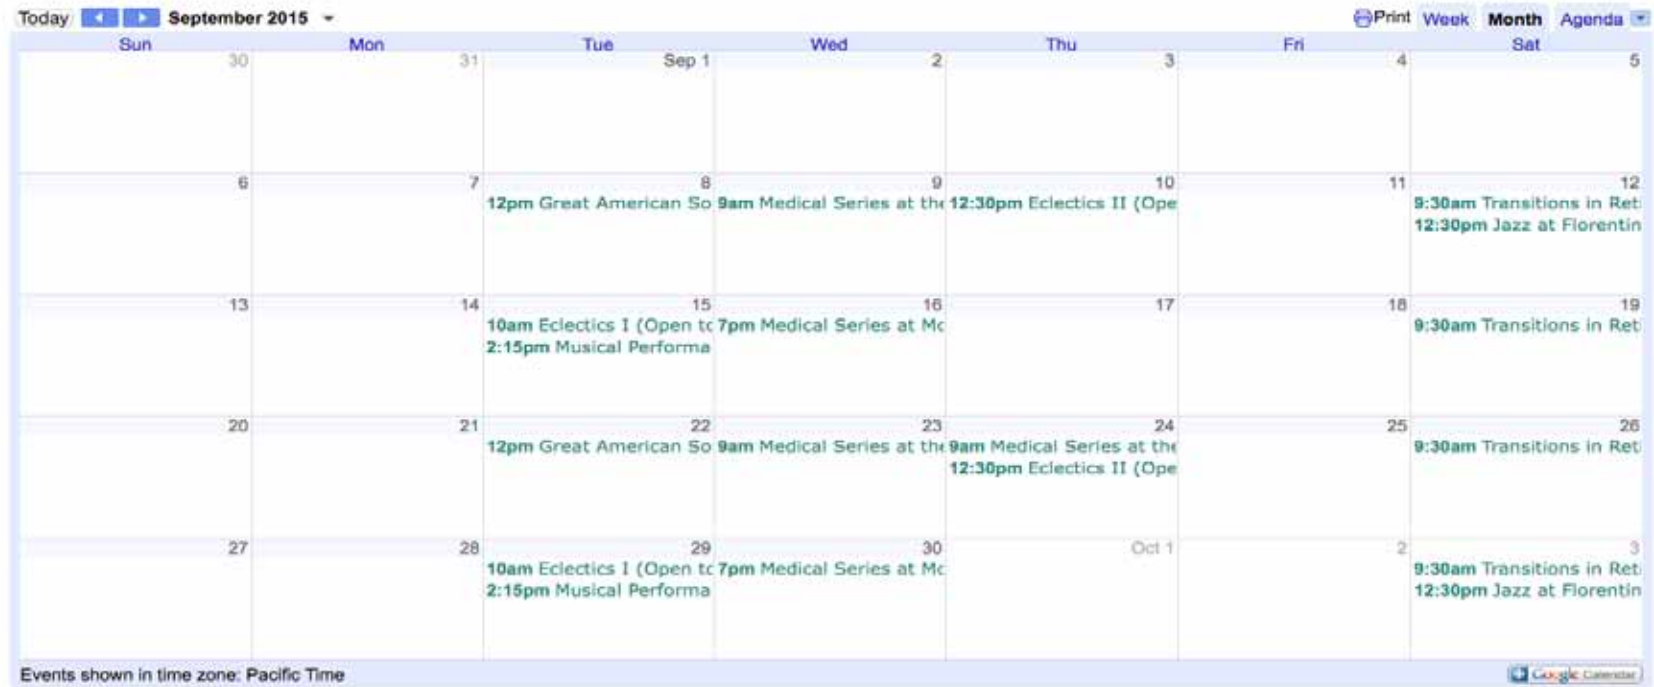 Today September 2015 Print Week Month Agenda
Sun Mon Tue Wed Thu Fri Sat
30 31 Sep 1 2 3 4 5
6 7 8 9 10 11 12
12pm Great American So 9am Medical Series at the 12:30pm Eclectics II (Ope 9:30am Transitions in Ret
12:30pm Jazz at Florentin
13 14 15 16 17 18 19
10am Eclectics I (Open to 7pm Medical Series at Mo 9:30am Transitions in Ret
2:15pm Musical Performa
20 21 22 23 24 25 26
12pm Great American So 9am Medical Series at the 9am Medical Series at the 9:30am Transitions in Ret
12:30pm Eclectics II (Ope
27 28 29 30 Oct 1 2 3
10am Eclectics I (Open to 7pm Medical Series at Mo 9:30am Transitions in Ret
2:15pm Musical Performa 12:30pm Jazz at Florentin
Events shown in time zone: Pacific Time Google Calendar